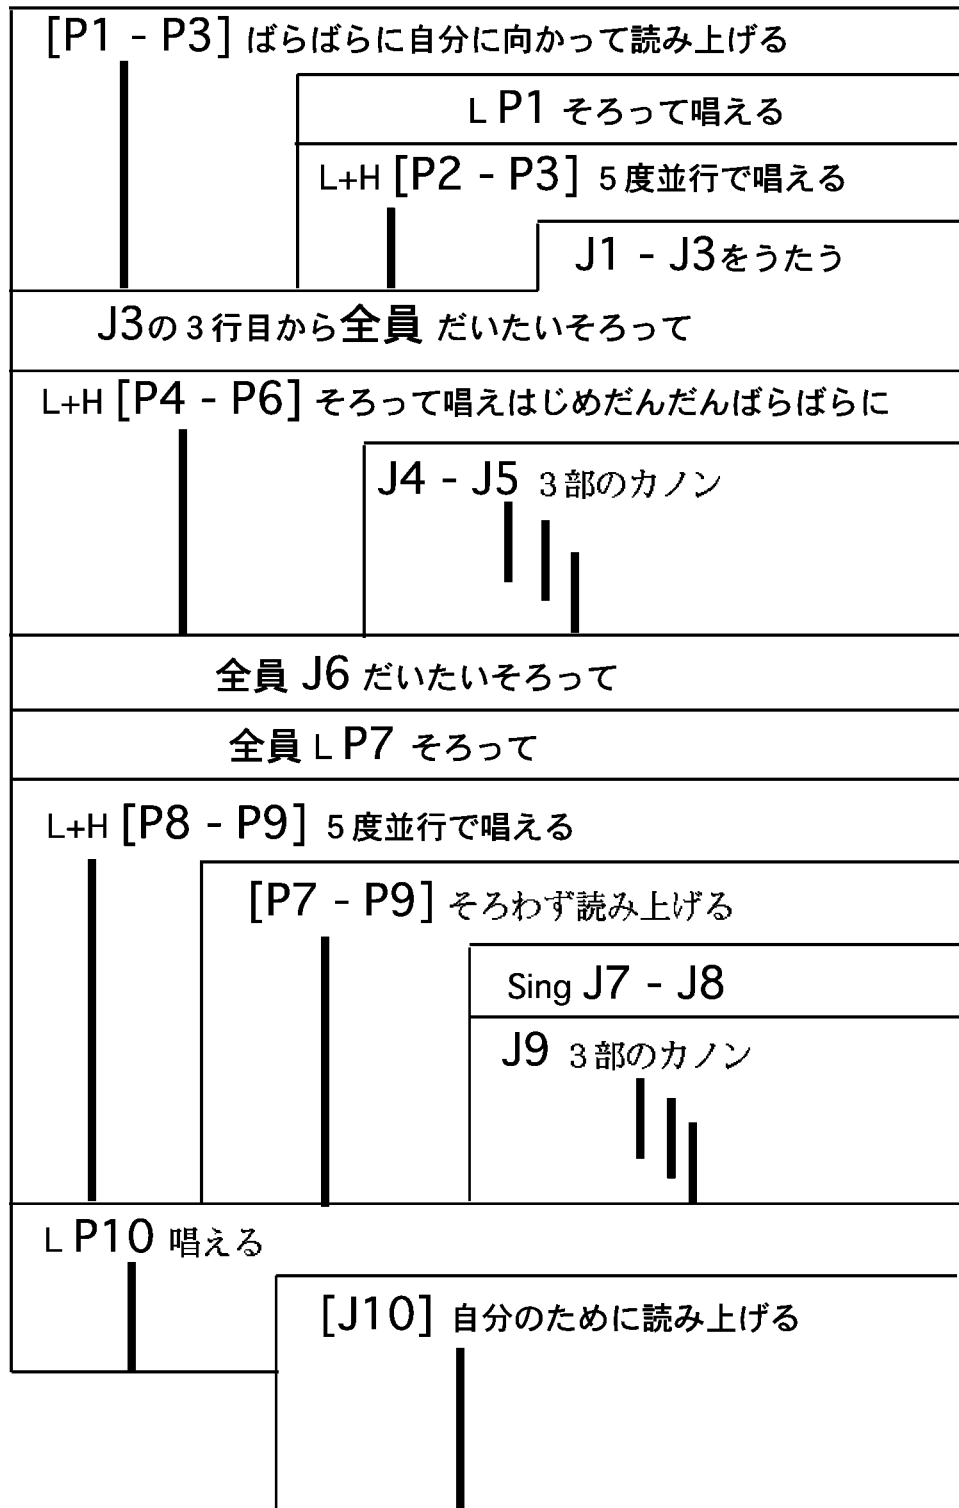 [P1 - P3] ばらばらに自分に向かって読み上げる
L P1 そろって唱える
L+H [P2 - P3] 5度並行で唱える
J1 - J3をうたう
J3の3行目から全員 だいたいそろって
L+H [P4 - P6] そろって唱えはじめだんだんばらばらに
J4 - J5 3部のカノン
全員 J6 だいたいそろって
全員 L P7 そろって
L+H [P8 - P9] 5度並行で唱える
[P7 - P9] そろわず読み上げる
Sing J7 - J8
J9 3部のカノン
L P10 唱える
[J10] 自分のために読み上げる